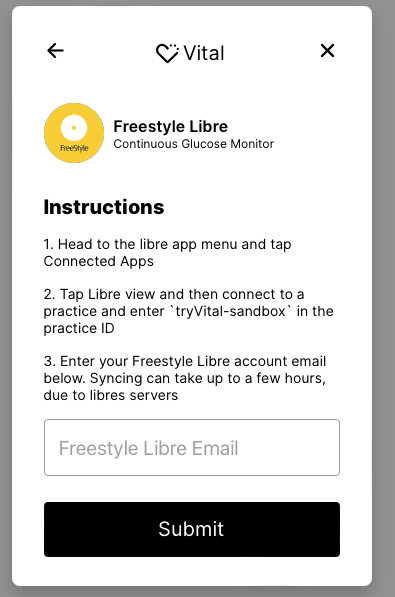 Vital
Freestyle Libre
FreeStyle
Continuous Glucose Monitor
Instructions
1. Head to the libre app menu and tap
Connected Apps
2. Tap Libre view and then connect to a
practice and enter `tryVital-sandbox` in the
practice ID
3. Enter your Freestyle Libre account email
below. Syncing can take up to a few hours,
due to libres servers
Freestyle Libre Email
Submit